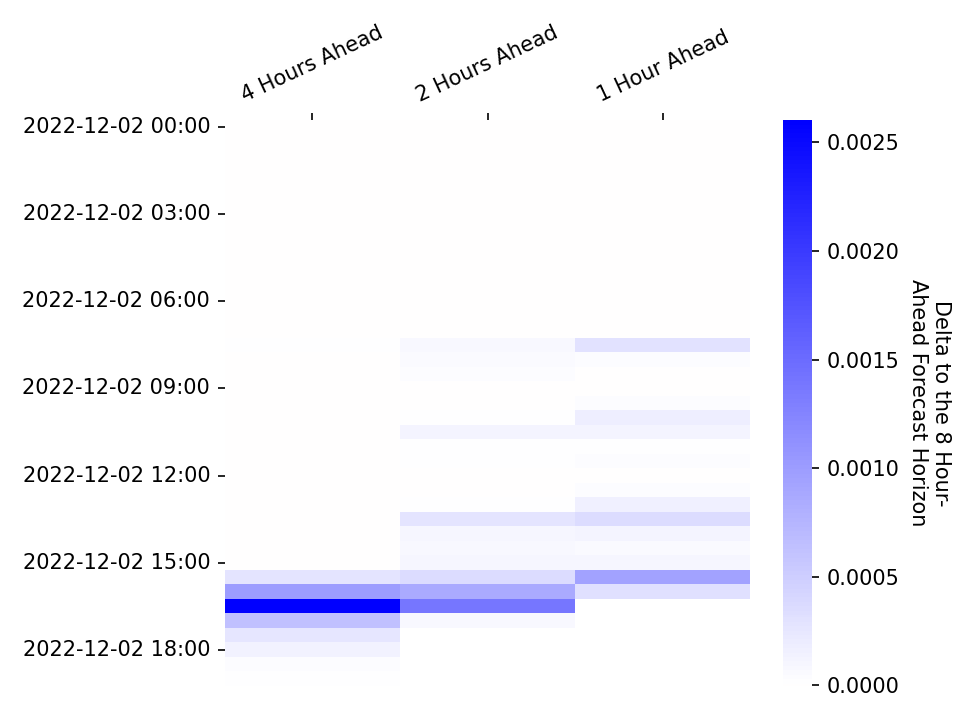 4 Hours Ahead
2 Hours Ahead
1 Hour Ahead
2022-12-02 00:00
2022-12-02 03:00
2022-12-02 06:00
2022-12-02 09:00
2022-12-02 12:00
2022-12-02 15:00
2022-12-02 18:00
0.0025
0.0020
0.0015
0.0010
0.0005
0.0000
Delta to the 8 Hour-
Ahead Forecast Horizon